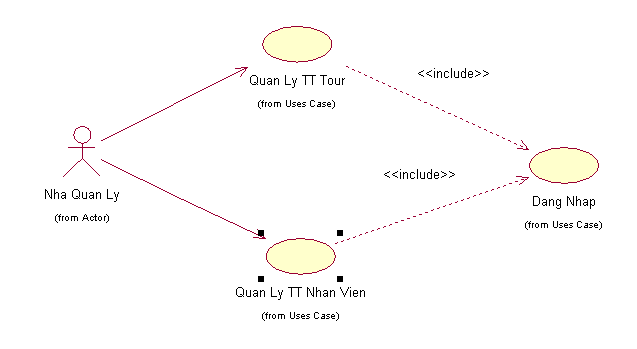 <<include>>
Quan Ly TT Tour
(from Uses Case)
<<include>>
Nha Quan Ly
(from Actor)
Dang Nhap
(from Uses Case)
Quan Ly TT Nhan Vien
(from Uses Case)